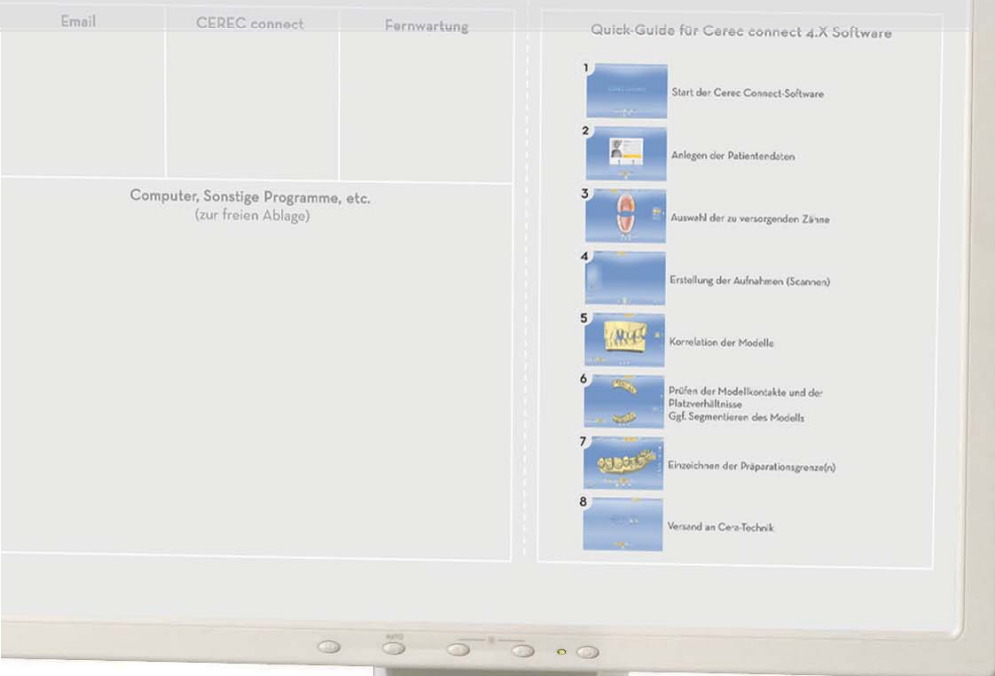 Email
CEREC connect
Fernwartung
Computer, Sonstige Programme, etc.
(zur freien Ablage)
Quick-Guide für Cerec connect 4.X Software
1
Start der Cerec Connect-Software
2
Anlegen der Patientendaten
3
Auswahl der zu versorgenden Zähne
4
Erstellung der Aufnahmen (Scannen)
5
Korrelation der Modelle
6
Prüfen der Modellkontakte und der
Platzverhältnisse
Ggf. Segmentieren des Modells
7
Einzeichnen der Präparationsgrenze(n)
8
Versand an Cera-Technik
AUTO